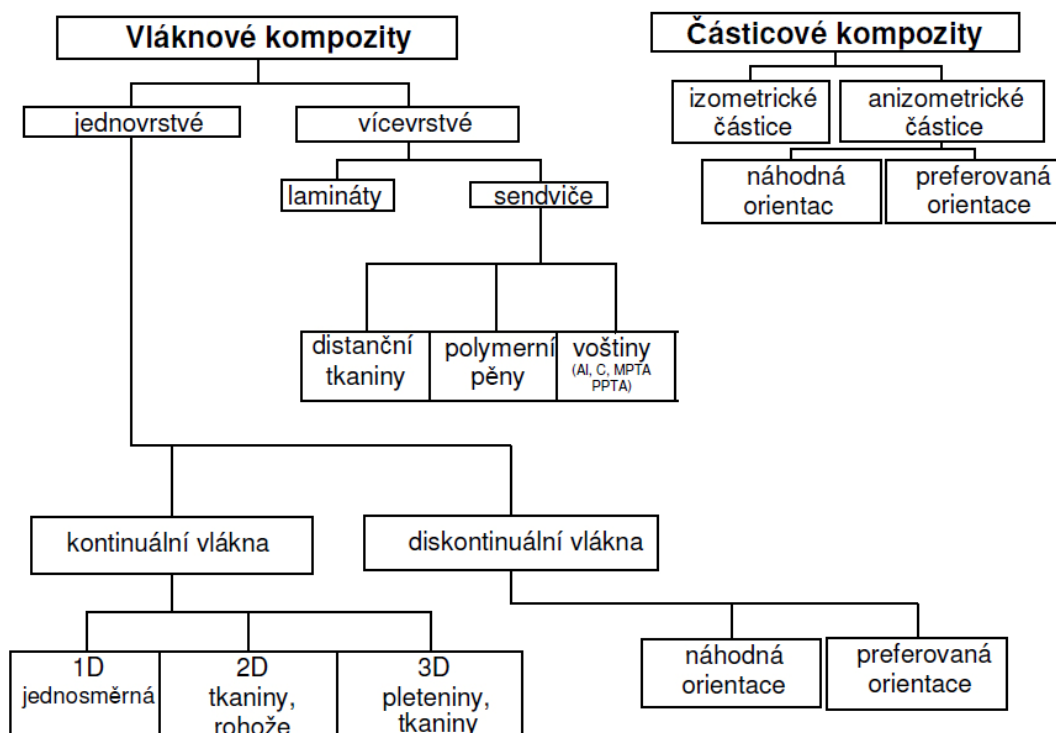 Vláknové kompozity
Částicové kompozity
jednovrstvé
vícevrstvé
izometrické
částice
anizometrické
částice
lamináty
sendviče
náhodná
orientac
preferovaná
orientace
distanční
tkaniny
polymerní
pěny
voštiny
(Al, C, MPTA
PPTA)
kontinuální vlákna
diskontinuální vlákna
1D
jednosměrná
2D
tkaniny,
rohože
3D
pleteniny,
tkaniny
náhodná
orientace
preferovaná
orientace